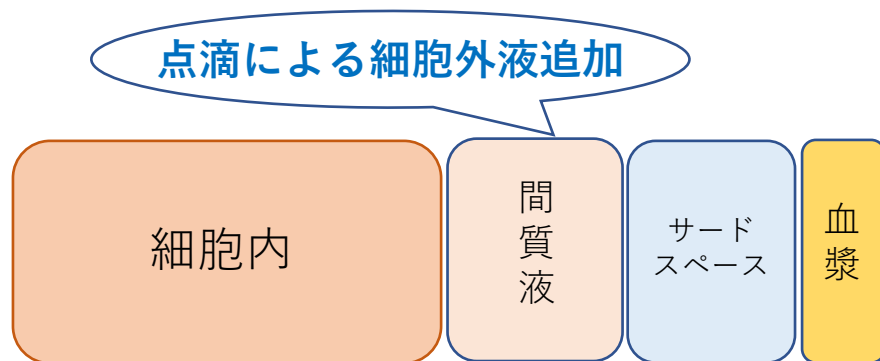 点滴による細胞外液追加
細胞内
間質液
サード
スペース
血漿